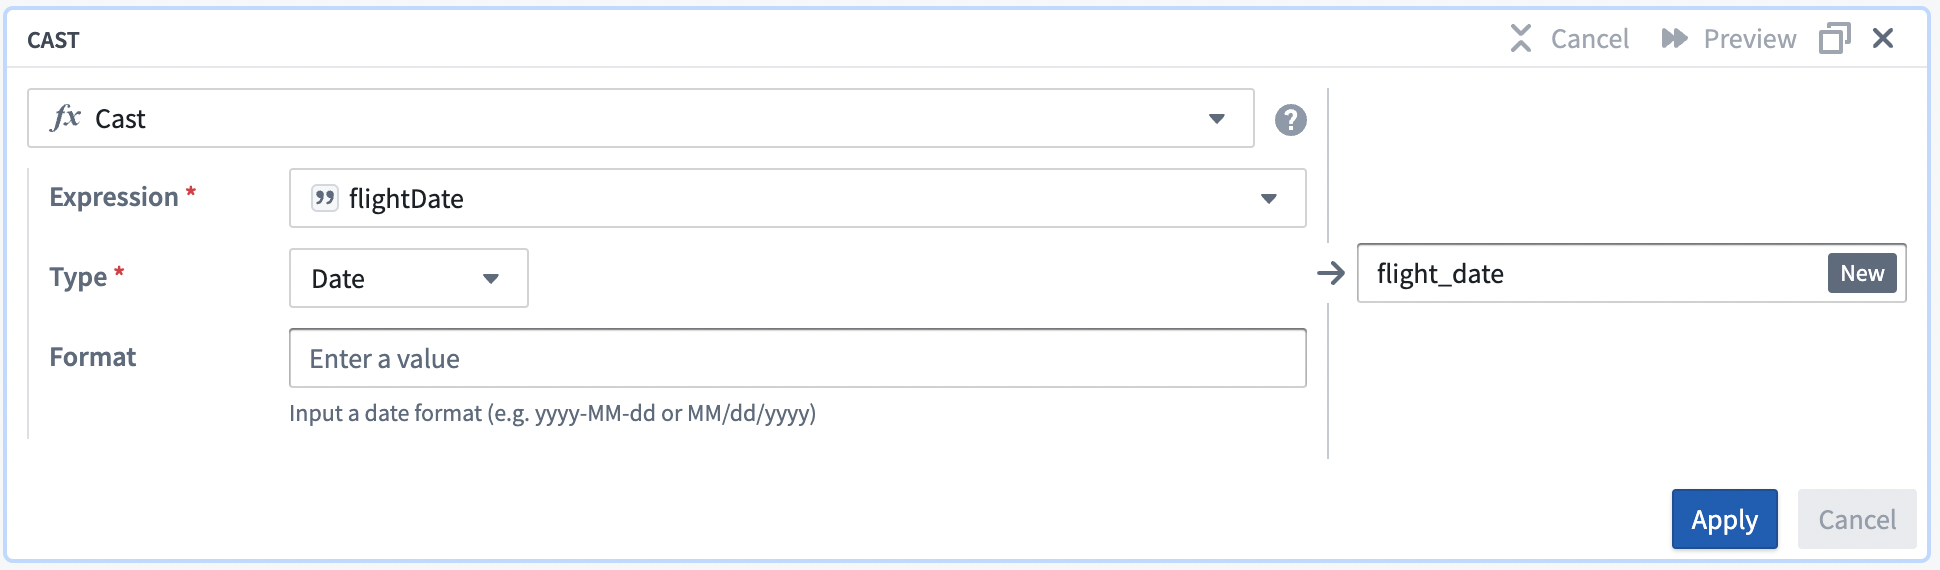 CAST
Cancel
Preview
fx Cast
?
Expression *
" flightDate
Type *
Date
flight_date
New
Format
Enter a value
Input a date format (e.g. yyyy-MM-dd or MM/dd/yyyy)
Apply
Cancel